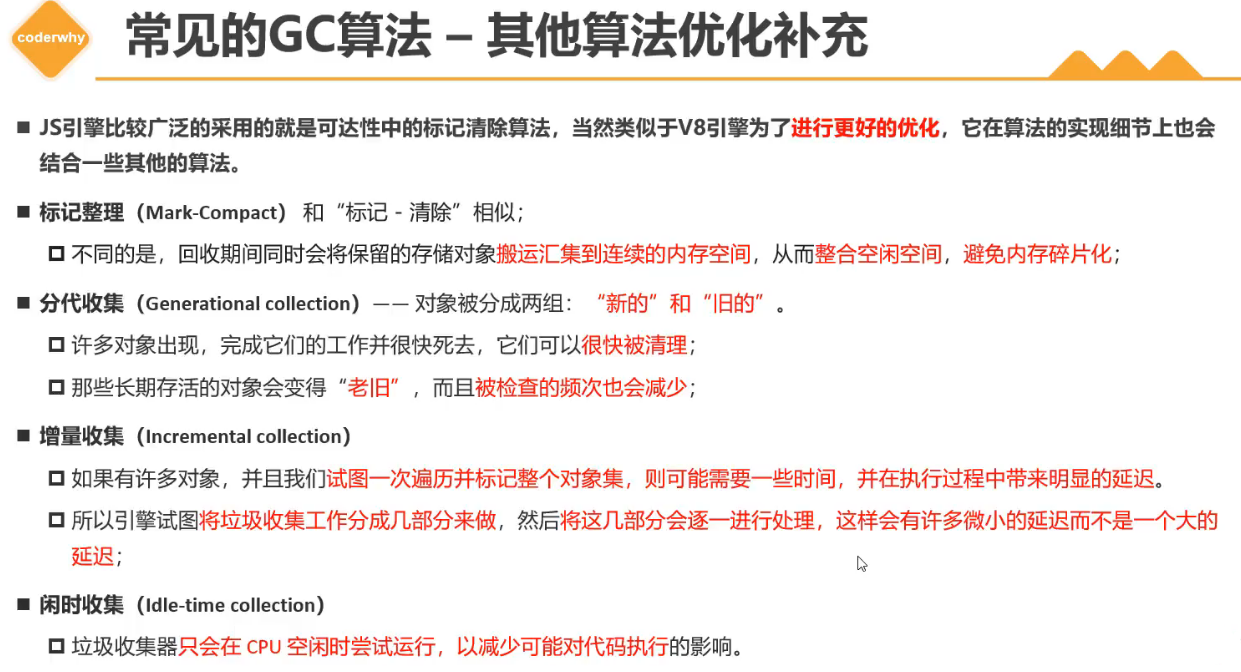 coderwhy
常见的GC算法 – 其他算法优化补充
■ JS引擎比较广泛的采用的就是可达性中的标记清除算法，当然类似于V8引擎为了进行更好的优化，它在算法的实现细节上也会
结合一些其他的算法。
■ 标记整理（Mark-Compact） 和“标记－清除”相似；
不同的是，回收期间同时会将保留的存储对象搬运汇集到连续的内存空间，从而整合空闲空间，避免内存碎片化；
■ 分代收集（Generational collection）—— 对象被分成两组：“新的”和“旧的”。
许多对象出现，完成它们的工作并很快死去，它们可以很快被清理；
那些长期存活的对象会变得“老旧”，而且被检查的频次也会减少；
■ 增量收集（Incremental collection）
如果有许多对象，并且我们试图一次遍历并标记整个对象集，则可能需要一些时间，并在执行过程中带来明显的延迟。
所以引擎试图将垃圾收集工作分成几部分来做，然后将这几部分会逐一进行处理，这样会有许多微小的延迟而不是一个大的
延迟；
■ 闲时收集（Idle-time collection）
垃圾收集器只会在 CPU 空闲时尝试运行，以减少可能对代码执行的影响。